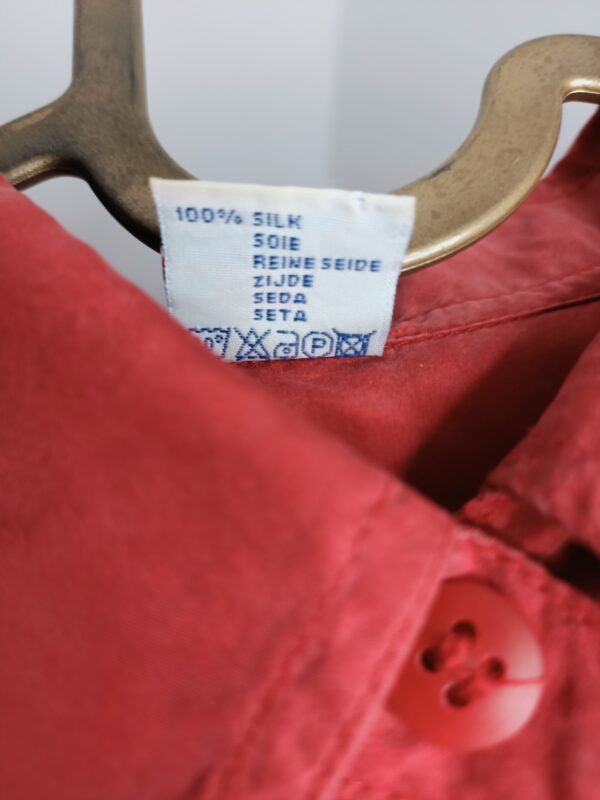 100% SILK
SOIE
REINE SEIDE
ZIJDE
SEDA
SETA
P